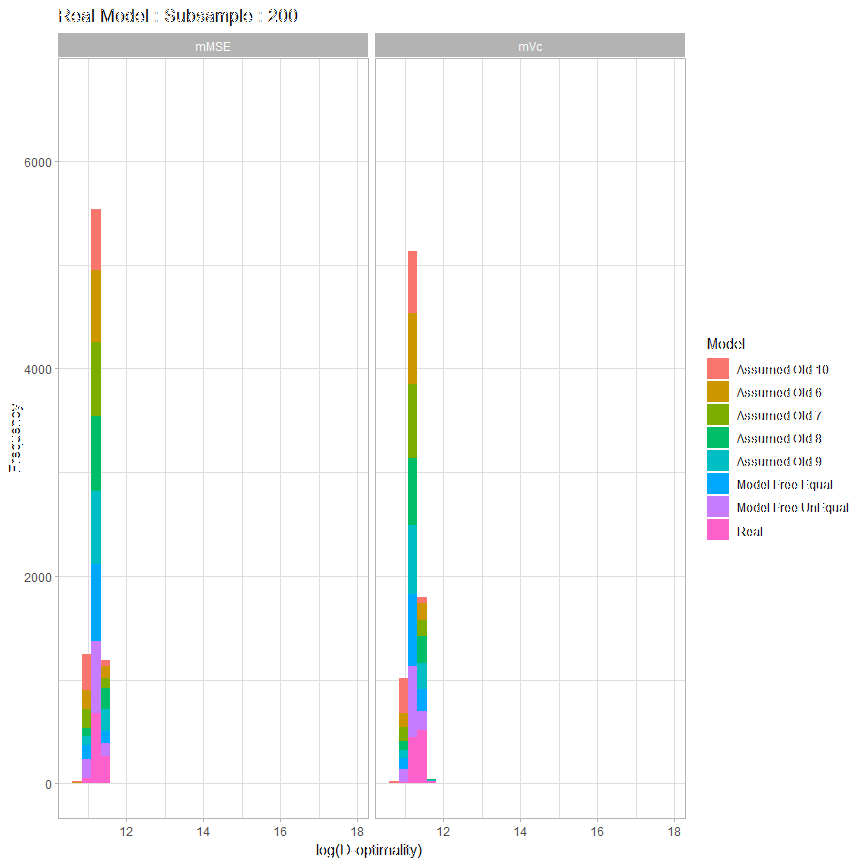 Real Model : Subsample : 200
mMSE mVc
6000
4000
2000
0
Frequency
12 14 16 18 12 14 16 18
log(D-optimality)
Model
Assumed Old 10
Assumed Old 6
Assumed Old 7
Assumed Old 8
Assumed Old 9
Model Free Equal
Model Free UnEqual
Real